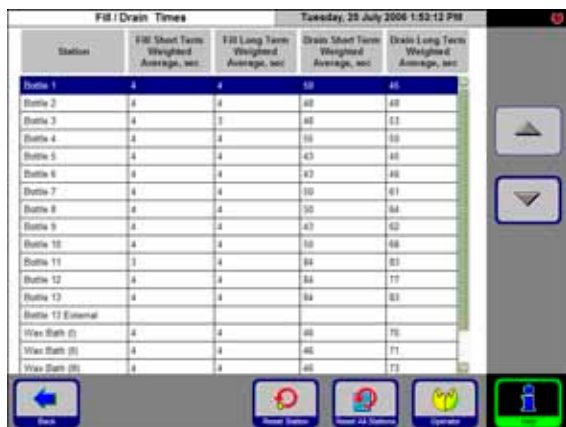 Fill / Drain Times
Tuesday, 25 July 2006 1:53:12 PM
Station
Fill Short Term Weighted Average, sec
Fill Long Term Weighted Average, sec
Drain Short Term Weighted Average, sec
Drain Long Term Weighted Average, sec
Bottle 1 4 4 50 45
Bottle 2 4 4 48 48
Bottle 3 4 3 48 53
Bottle 4 4 4
Bottle 5 4 4 43 45
Bottle 6 4 4 43
Bottle 7 4 4 50 61
Bottle 8 4 4 50 64
Bottle 9 4 4 43 62
Bottle 10 4 4 50 68
Bottle 11 3 4 83
Bottle 12 4 4 77
Bottle 13 4 4 83
Bottle 13 External
Wax Bath (I) 4 4 46
Wax Bath (II) 4 4 46 71
Wax Bath (III) 4 4 46 73
Back
Reset Station
Reset All Stations
Operator
Help